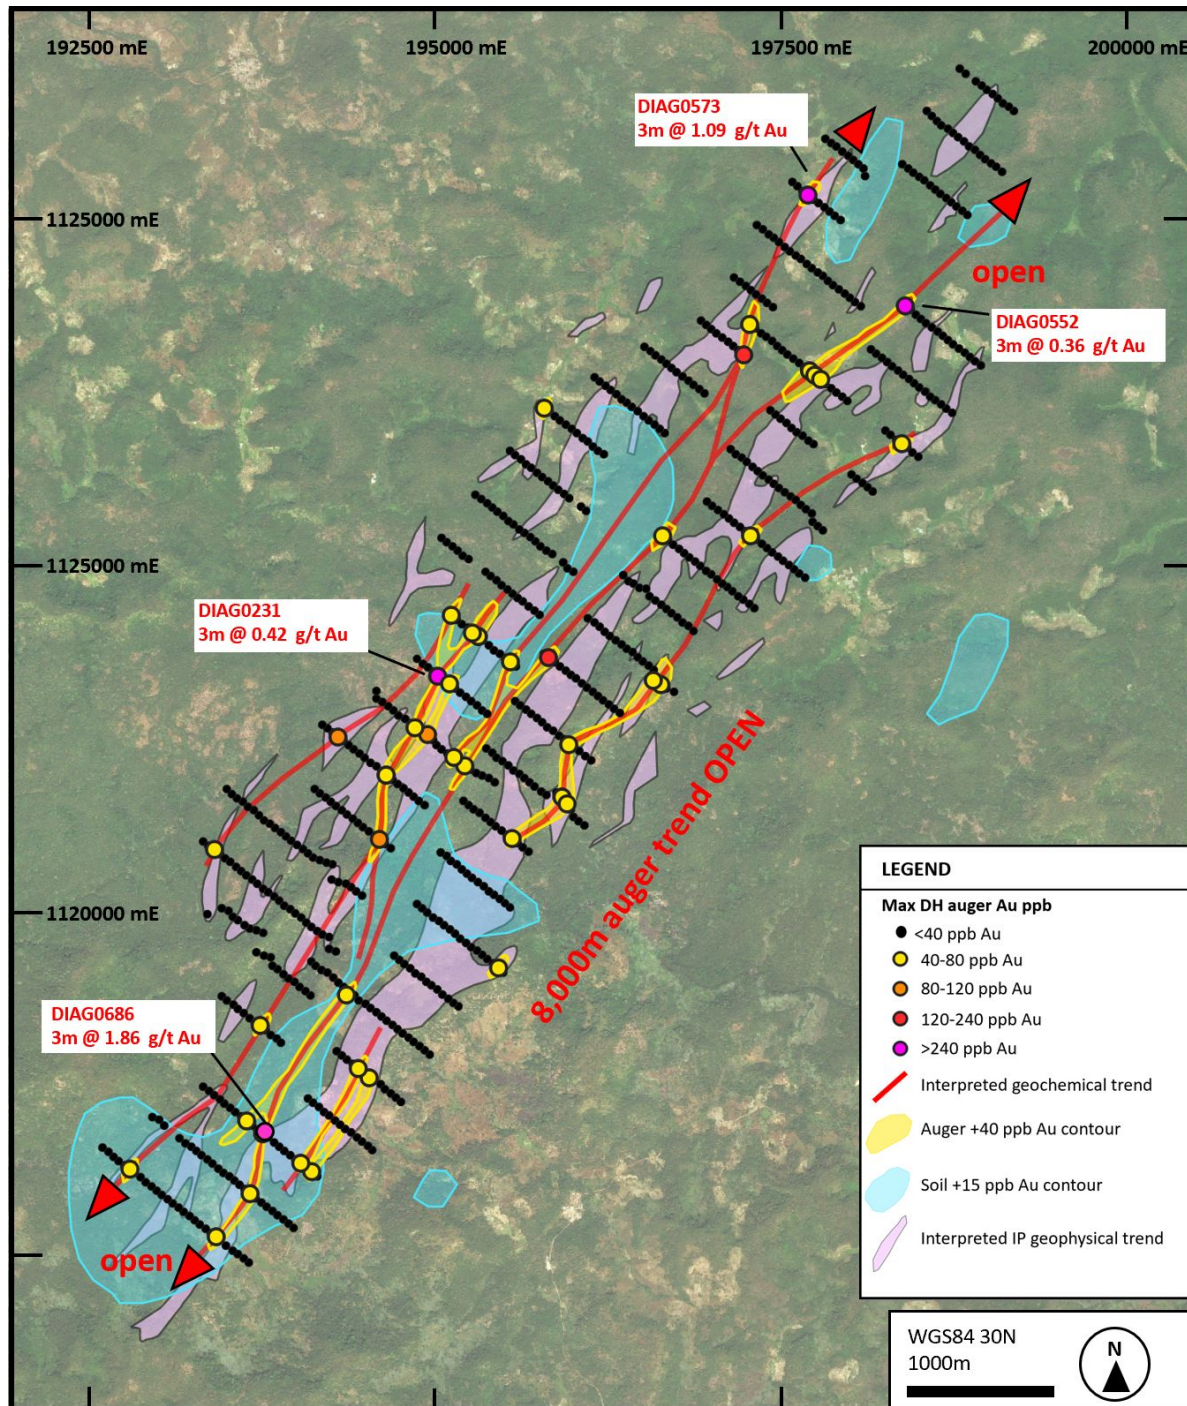 192500 mE
195000 mE
197500 mE
200000 mE
DIAG0573
3m @ 1.09 g/t Au
1125000 mE
open
DIAG0552
3m @ 0.36 g/t Au
1125000 mE
DIAG0231
3m @ 0.42 g/t Au
8,000m auger trend OPEN
1120000 mE
DIAG0686
3m @ 1.86 g/t Au
open
LEGEND
Max DH auger Au ppb
<40 ppb Au
40-80 ppb Au
80-120 ppb Au
120-240 ppb Au
>240 ppb Au
Interpreted geochemical trend
Auger +40 ppb Au contour
Soil +15 ppb Au contour
Interpreted IP geophysical trend
WGS84 30N
1000m
N